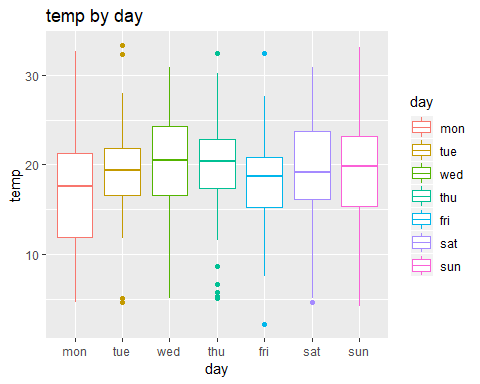 temp by day
temp
30
20
10
mon tue wed thu fri sat sun
day
day
mon
tue
wed
thu
fri
sat
sun